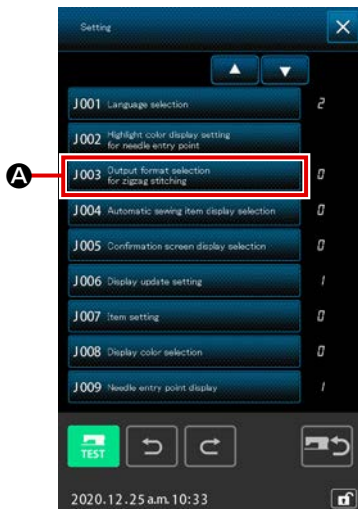 Setting
J001 Language selection 2
J002 Highlight color display setting
for needle entry point
A
J003 Output format selection 0
for zigzag stitching
J004 Automatic sewing item display selection 0
J005 Confirmation screen display selection 0
J006 Display update setting 1
J007 Item setting 0
J008 Display color selection 0
J009 Needle entry point display 1
TEST
2020.12.25 a.m. 10:33